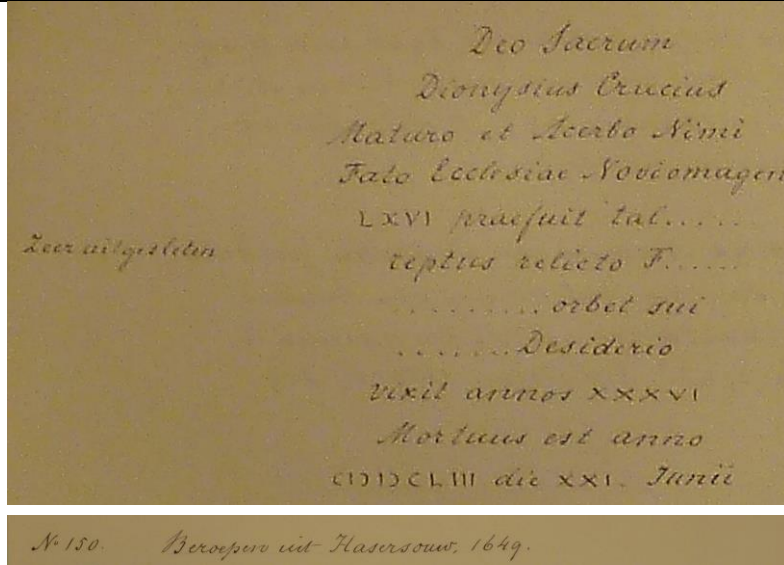 Deo Sacrum
Dionysius Crucius
Maturo et Acerbo Nimi
Fato Ecclesiae Noviomagen
LXVI praefuit tal.....
Zeer uitgesleten
reptus relicto F......
..........orbet sui
.......Desiderio
vixit annos XXXVI
Mortuus est anno
CIƆIƆCLIII die XXI. Junii
No 150. Beroepen uit Hasersouw, 1649.